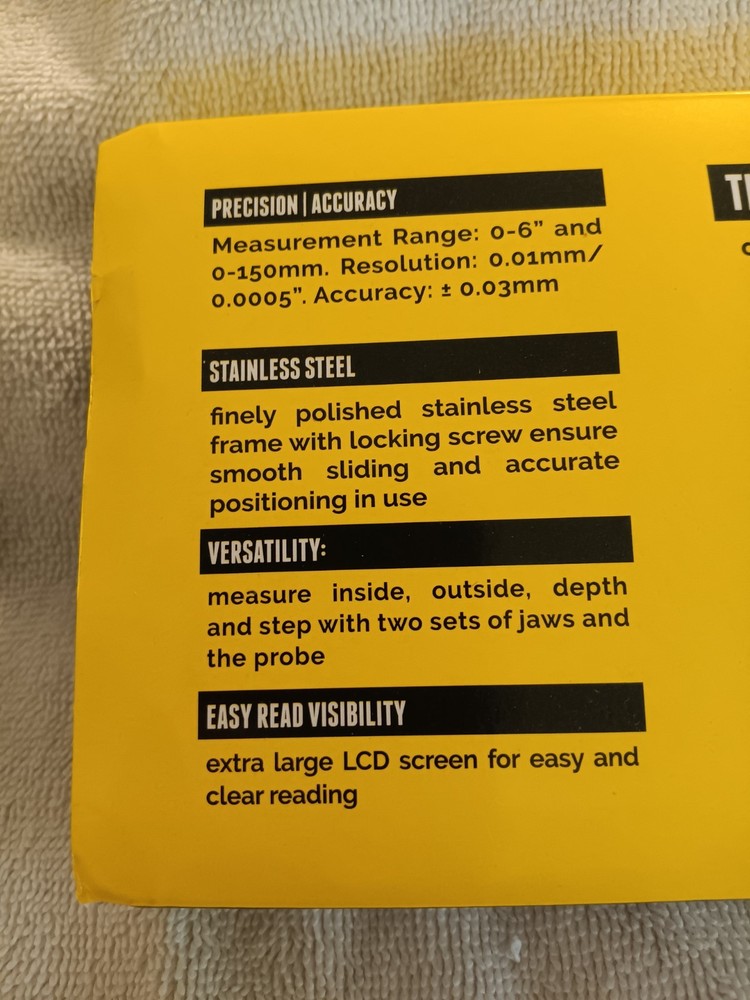 PRECISION | ACCURACY
Measurement Range: 0-6” and
0-150mm. Resolution: 0.01mm/
0.0005”. Accuracy: ± 0.03mm
STAINLESS STEEL
finely polished stainless steel
frame with locking screw ensure
smooth sliding and accurate
positioning in use
VERSATILITY:
measure inside, outside, depth
and step with two sets of jaws and
the probe
EASY READ VISIBILITY
extra large LCD screen for easy and
clear reading